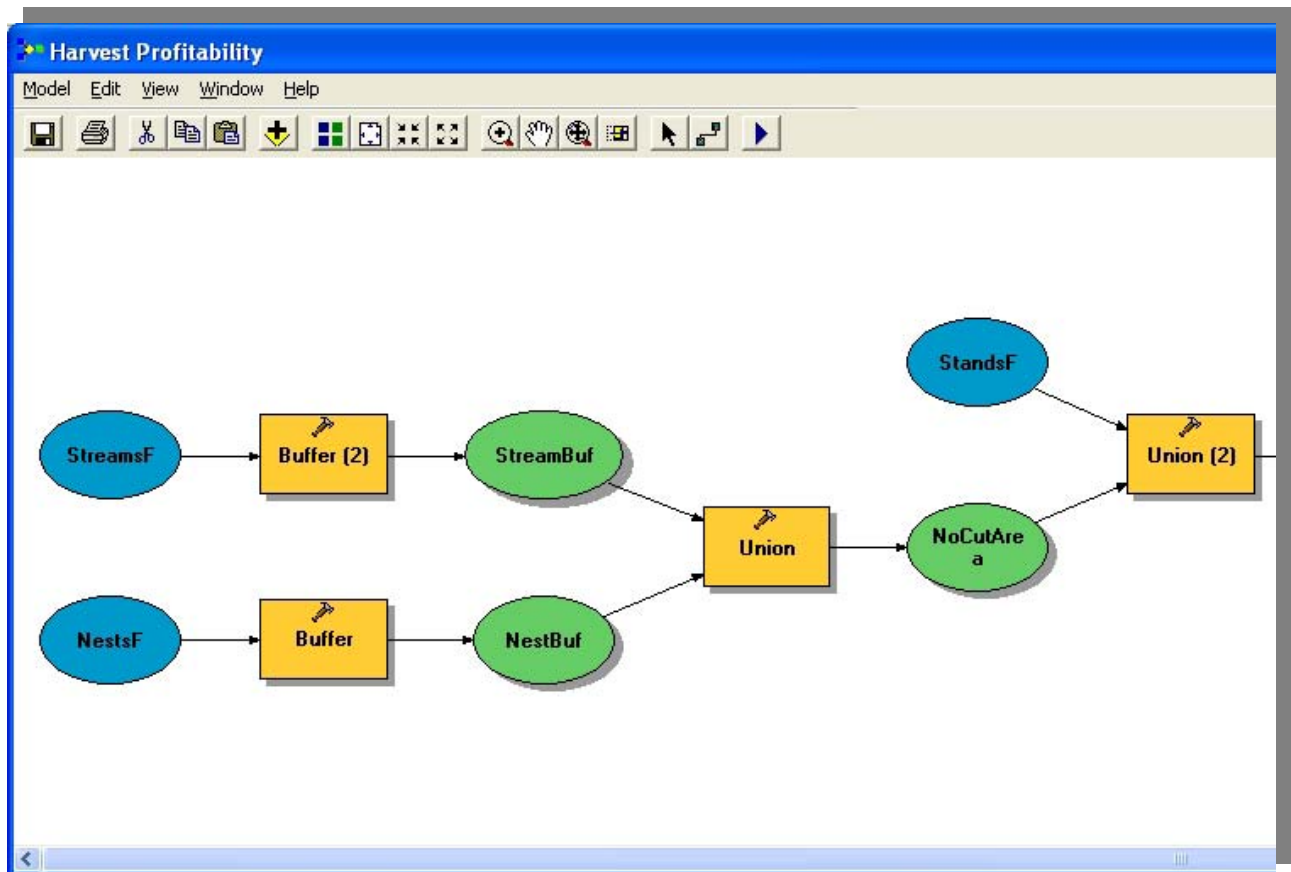 Harvest Profitability
Model Edit View Window Help
StandsF
StreamsF
Buffer (2)
StreamBuf
Union (2)
Union
NoCutAre
a
NestsF
Buffer
NestBuf